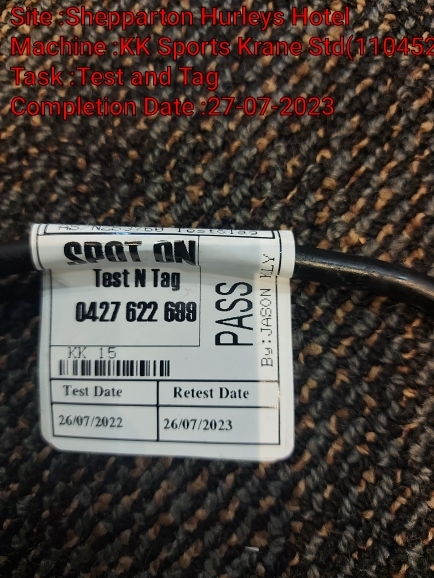 Site :Shepparton Hurleys Hotel
Machine :KK Sports Krane Std(110452
Task :Test and Tag
Completion Date :27-07-2023
SPOT ON
Test N Tag
0427 622 699
PASS
By:JASON
KK 15
Test Date Retest Date
26/07/2022 26/07/2023